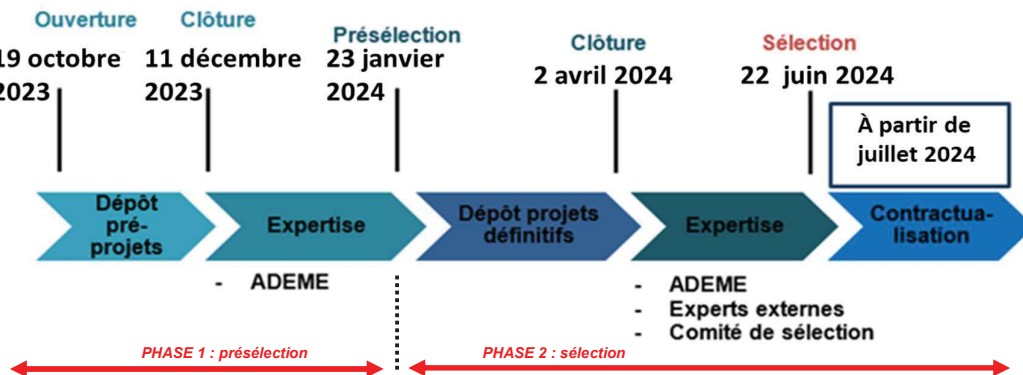 Ouverture
19 octobre
2023
Clôture
11 décembre
2023
Présélection
23 janvier
2024
Clôture
2 avril 2024
Sélection
22 juin 2024
À partir de
juillet 2024
Dépôt
pré-
projets
Expertise
Dépôt projets
définitifs
Expertise
Contractua-
lisation
- ADEME
- ADEME
- Experts externes
- Comité de sélection
PHASE 1 : présélection
PHASE 2 : sélection